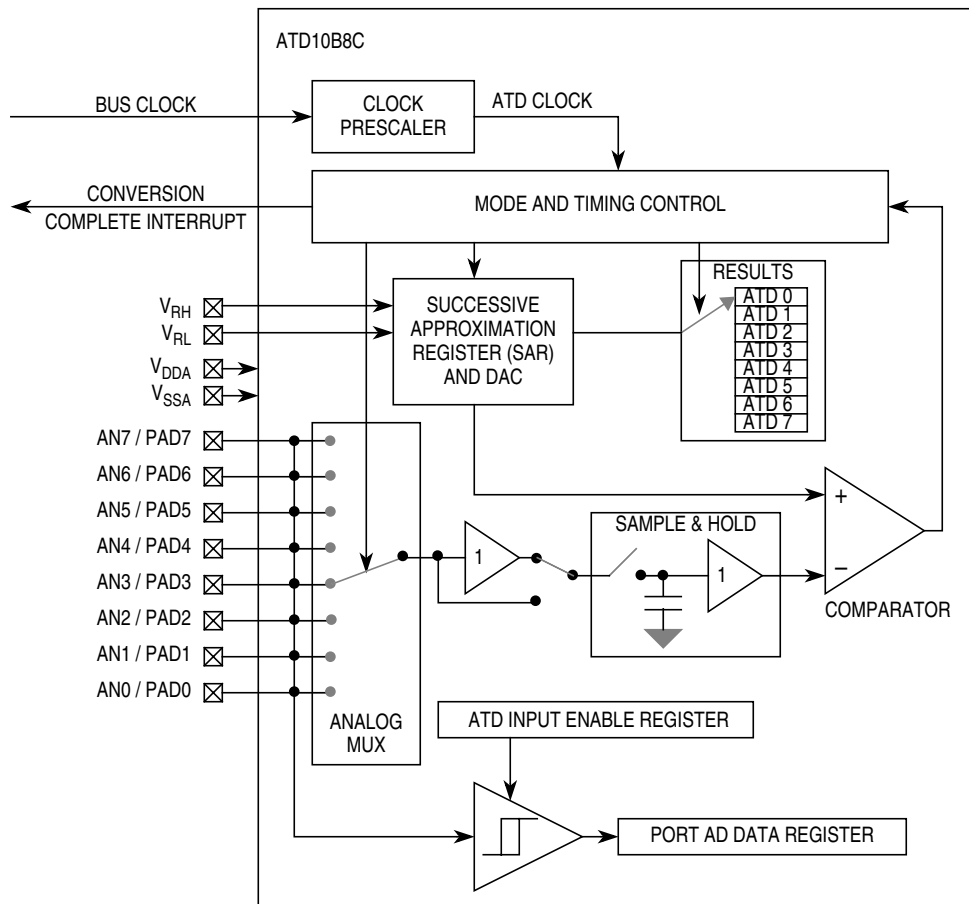 ATD10B8C
BUS CLOCK
CLOCK
PRESCALER
ATD CLOCK
CONVERSION
COMPLETE INTERRUPT
MODE AND TIMING CONTROL
RESULTS
ATD 0
ATD 1
ATD 2
ATD 3
ATD 4
ATD 5
ATD 6
ATD 7
SUCCESSIVE
APPROXIMATION
REGISTER (SAR)
AND DAC
VRH
VRL
VDDA
VSSA
AN7 / PAD7
AN6 / PAD6
AN5 / PAD5
AN4 / PAD4
AN3 / PAD3
AN2 / PAD2
AN1 / PAD1
AN0 / PAD0
ANALOG
MUX
1
SAMPLE & HOLD
1
+
–
COMPARATOR
ATD INPUT ENABLE REGISTER
PORT AD DATA REGISTER